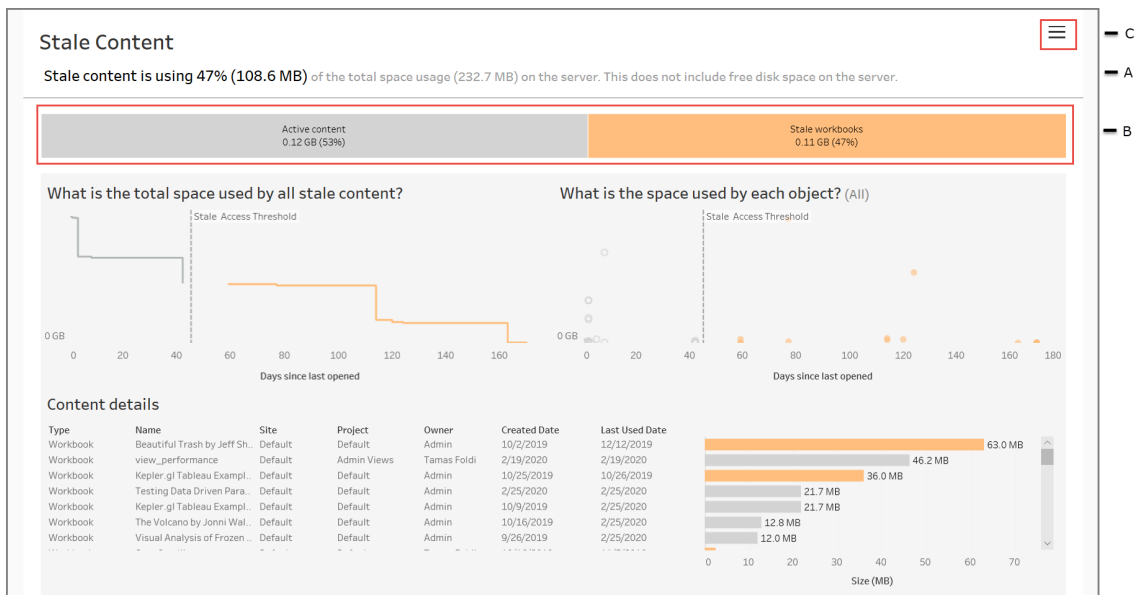 Stale Content
C
Stale content is using 47% (108.6 MB) of the total space usage (232.7 MB) on the server. This does not include free disk space on the server.
A
Active content
0.12 GB (53%)
Stale workbooks
0.11 GB (47%)
B
What is the total space used by all stale content?
Stale Access Threshold
0 GB
0 20 40 60 80 100 120 140 160
Days since last opened
What is the space used by each object? (All)
Stale Access Threshold
0 GB
0 20 40 60 80 100 120 140 160 180
Days since last opened
Content details
Type Name Site Project Owner Created Date Last Used Date
Workbook Beautiful Trash by Jeff Sh.. Default Default Admin 10/2/2019 12/12/2019 63.0 MB
Workbook view_performance Default Admin Views Tamas Foldi 2/19/2020 2/19/2020 46.2 MB
Workbook Kepler.gl Tableau Exampl.. Default Default Admin 10/25/2019 10/26/2019 36.0 MB
Workbook Testing Data Driven Para.. Default Default Admin 2/25/2020 2/25/2020 21.7 MB
Workbook Kepler.gl Tableau Exampl.. Default Default Admin 10/9/2019 2/25/2020 21.7 MB
Workbook The Volcano by Jonni Wal.. Default Default Admin 10/16/2019 2/25/2020 12.8 MB
Workbook Visual Analysis of Frozen .. Default Default Admin 9/26/2019 2/25/2020 12.0 MB
0 10 20 30 40 50 60 70
Size (MB)